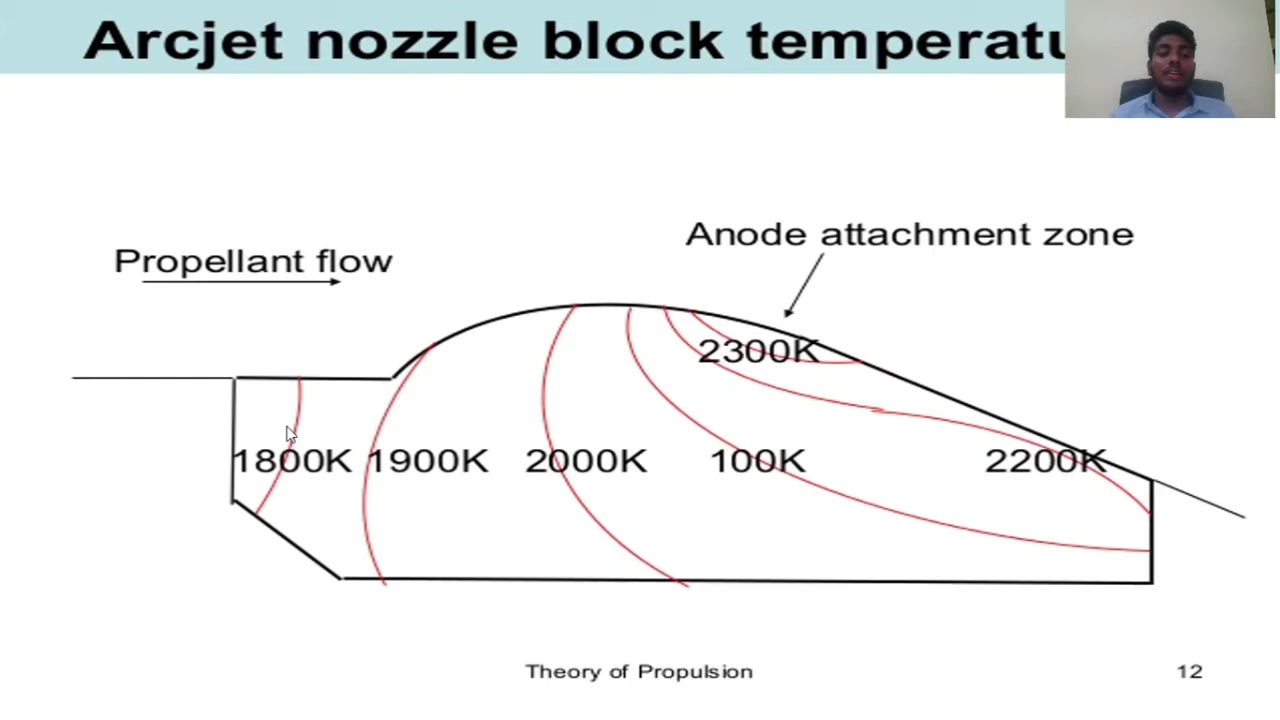 Arcjet nozzle block temperatu
Anode attachment zone
Propellant flow
2300K
1800K 1900K 2000K 100K 2200K
Theory of Propulsion 12